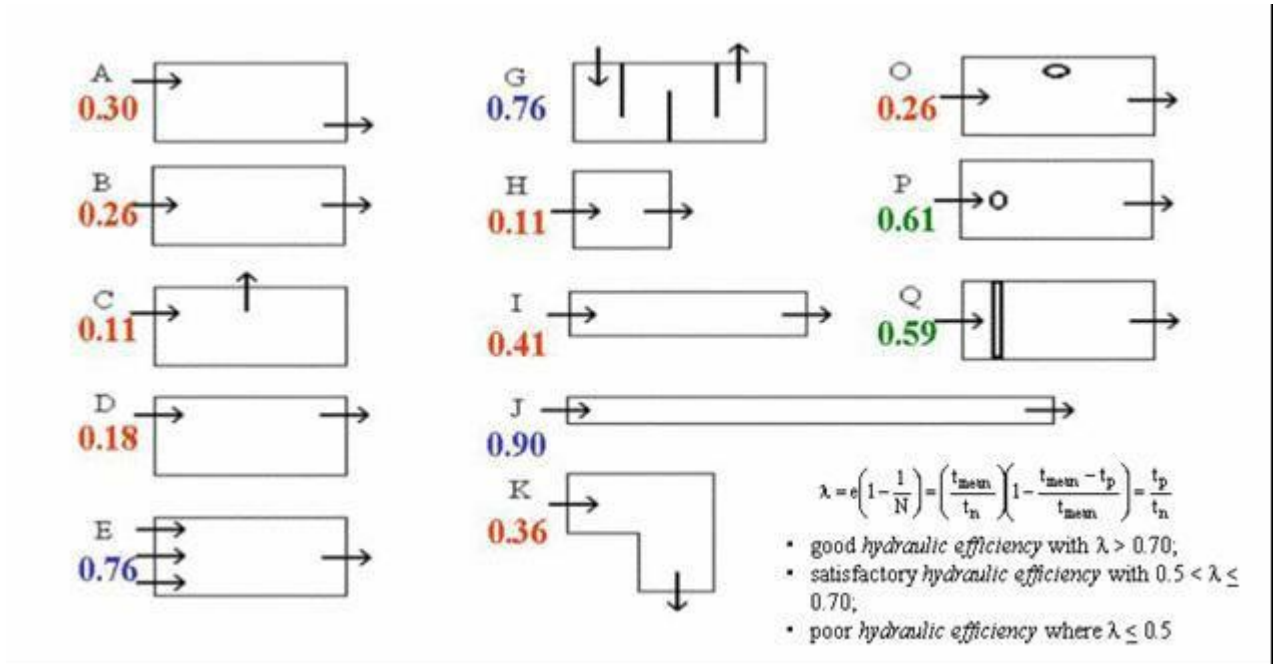 A
0.30
B
0.26
C
0.11
D
0.18
E
0.76
G
0.76
H
0.11
I
0.41
J
0.90
K
0.36
O
0.26
P
0.61
Q
0.59
λ = e(1 - 1/N) = (t_mean/t_n)(1 - (t_mean - t_p)/t_mean) = t_p/t_n
• good hydraulic efficiency with λ > 0.70;
• satisfactory hydraulic efficiency with 0.5 < λ ≤
0.70;
• poor hydraulic efficiency where λ ≤ 0.5